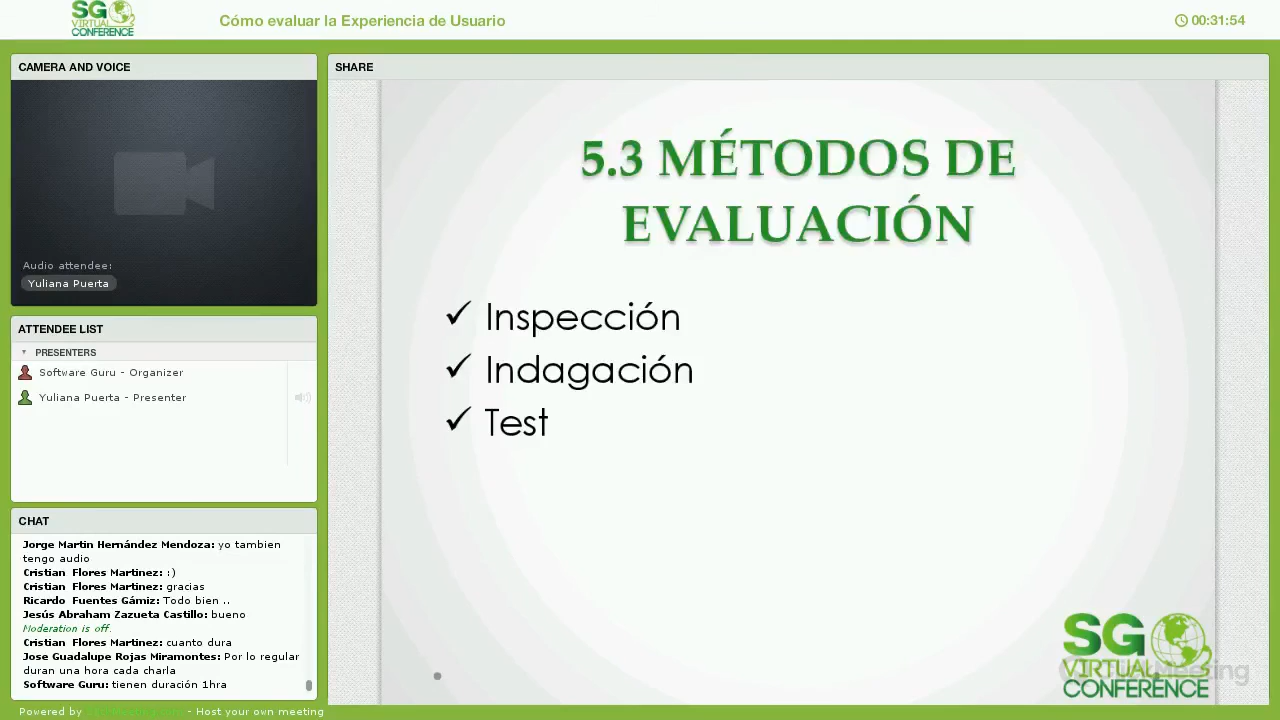 SG
VIRTUAL
CONFERENCE
Cómo evaluar la Experiencia de Usuario
00:31:54
CAMERA AND VOICE
Audio attendee:
Yuliana Puerta
ATTENDEE LIST
PRESENTERS
Software Guru - Organizer
Yuliana Puerta - Presenter
CHAT
Jorge Martin Hernández Mendoza: yo tambien
tengo audio
Cristian Flores Martinez: :)
Cristian Flores Martinez: gracias
Ricardo Fuentes Gámiz: Todo bien ..
Jesús Abraham Zazueta Castillo: bueno
Moderation is off.
Cristian Flores Martinez: cuanto dura
Jose Guadalupe Rojas Miramontes: Por lo regular
duran una hora cada charla
Software Guru: tienen duración 1hra
Powered by - Host your own meeting
SHARE
5.3 MÉTODOS DE
EVALUACIÓN
✓ Inspección
✓ Indagación
✓ Test
SG
VIRTUAL
CONFERENCE